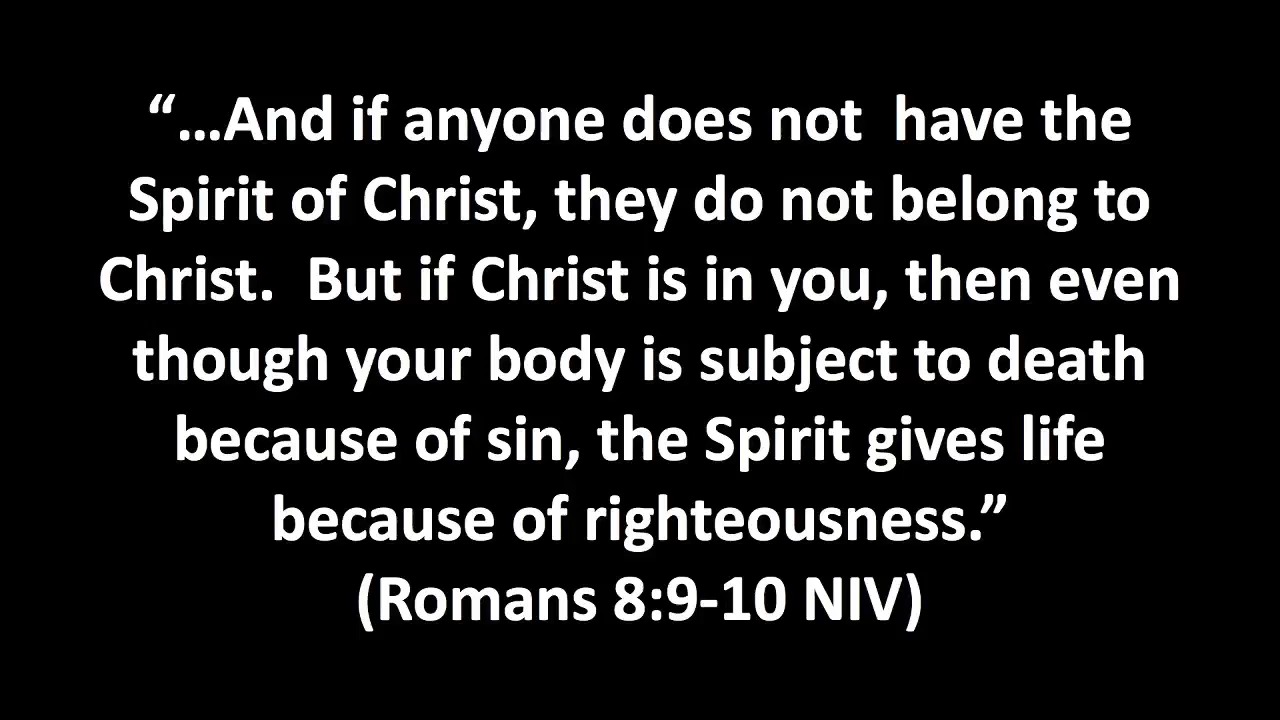 “…And if anyone does not  have the
Spirit of Christ, they do not belong to
Christ.  But if Christ is in you, then even
though your body is subject to death
because of sin, the Spirit gives life
because of righteousness.”
(Romans 8:9-10 NIV)